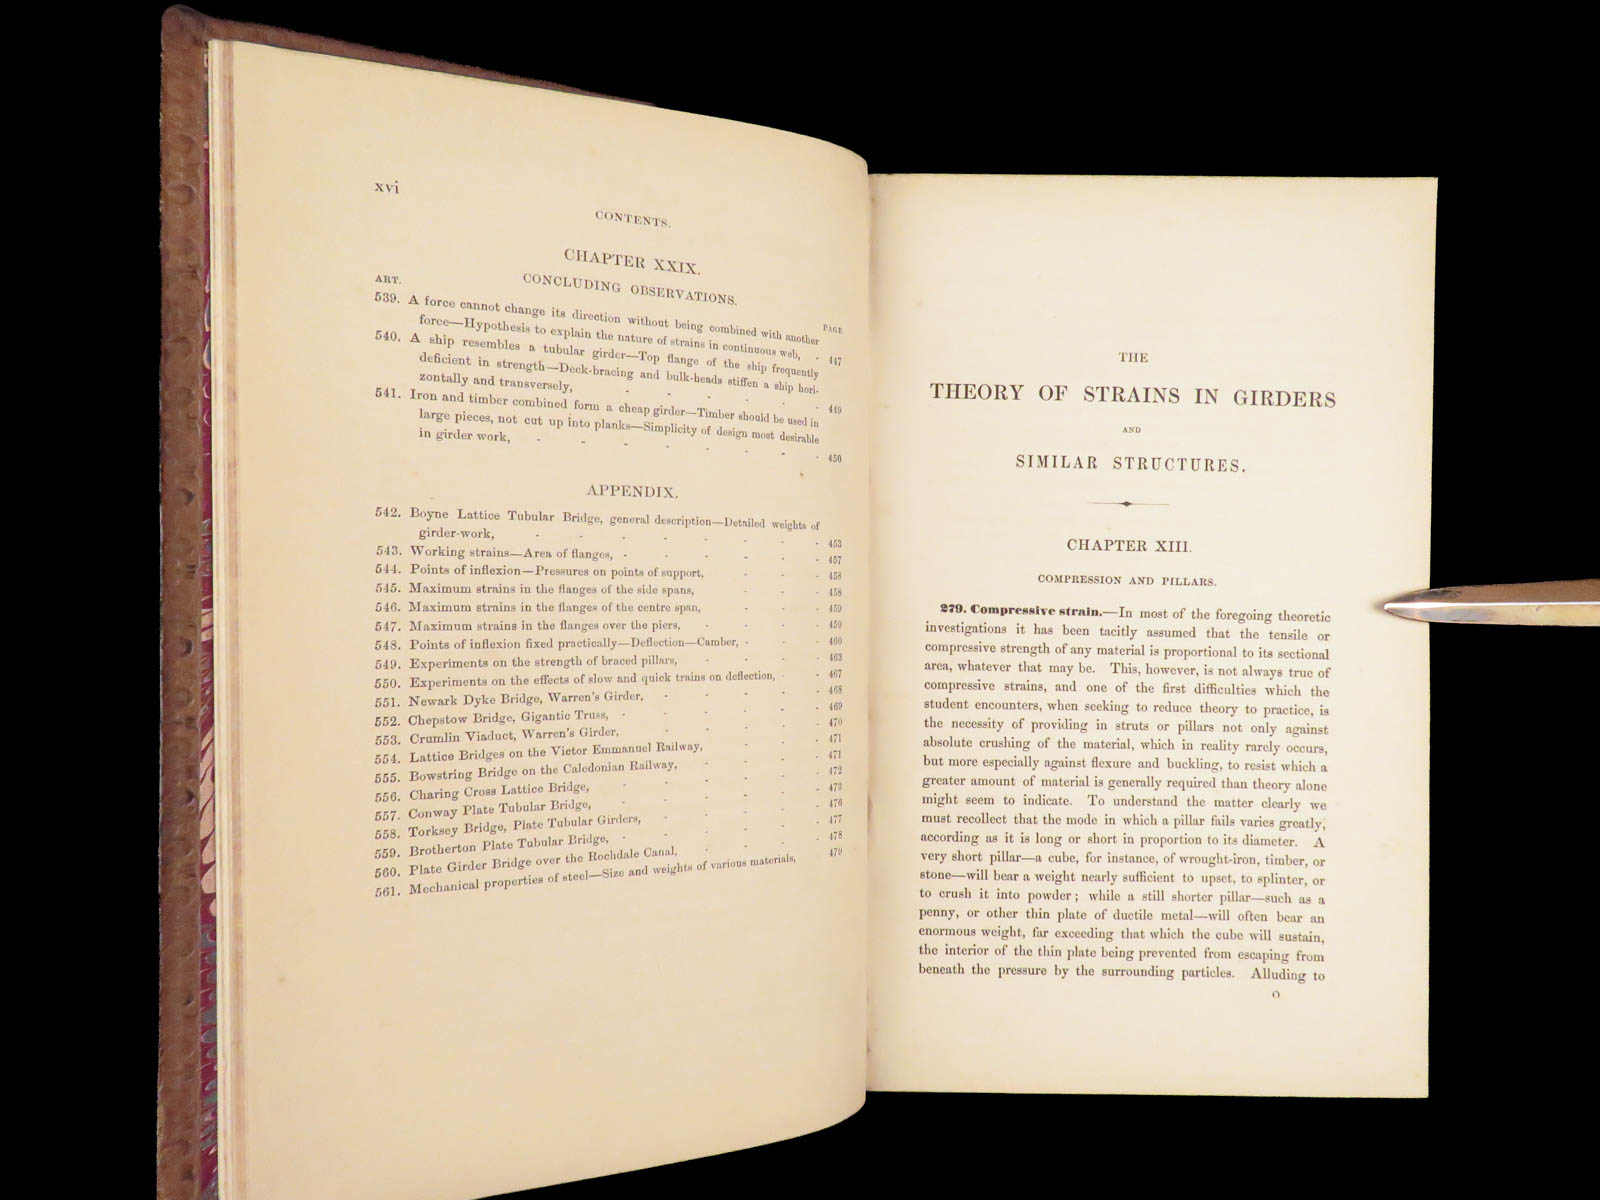 xvi
CONTENTS.
CHAPTER XXIX.
CONCLUDING OBSERVATIONS.
ART.
PAGE
539. A force cannot change its direction without being combined with another
force—Hypothesis to explain the nature of strains in continuous web, - 447
540. A ship resembles a tubular girder—Top flange of the ship frequently
deficient in strength—Deck-bracing and bulk-heads stiffen a ship hori-
zontally and transversely, - - - - - - 449
541. Iron and timber combined form a cheap girder—Timber should be used in
large pieces, not cut up into planks—Simplicity of design most desirable
in girder work, - - - - - - - 450
APPENDIX.
542. Boyne Lattice Tubular Bridge, general description—Detailed weights of
girder-work, - - - - - - - 453
543. Working strains—Area of flanges, - - - - - 457
544. Points of inflexion—Pressures on points of support, - - - 458
545. Maximum strains in the flanges of the side spans, - - - 458
546. Maximum strains in the flanges of the centre span, - - - 459
547. Maximum strains in the flanges over the piers, - - - - 459
548. Points of inflexion fixed practically—Deflection—Camber, - - - 460
549. Experiments on the strength of braced pillars, - - - - 463
550. Experiments on the effects of slow and quick trains on deflection, - - 467
551. Newark Dyke Bridge, Warren's Girder, - - - - - 468
552. Chepstow Bridge, Gigantic Truss, - - - - - - 469
553. Crumlin Viaduct, Warren's Girder, - - - - - 470
554. Lattice Bridges on the Victor Emmanuel Railway, - - - 471
555. Bowstring Bridge on the Caledonian Railway, - - - - 471
556. Charing Cross Lattice Bridge, - - - - - - 472
557. Conway Plate Tubular Bridge, - - - - - - 473
558. Torksey Bridge, Plate Tubular Girders, - - - - - 476
559. Brotherton Plate Tubular Bridge, - - - - - - 477
560. Plate Girder Bridge over the Rochdale Canal, - - - - 478
561. Mechanical properties of steel—Size and weights of various materials, 479
THE
THEORY OF STRAINS IN GIRDERS
AND
SIMILAR STRUCTURES.
CHAPTER XIII.
COMPRESSION AND PILLARS.
279. Compressive strain.—In most of the foregoing theoretic
investigations it has been tacitly assumed that the tensile or
compressive strength of any material is proportional to its sectional
area, whatever that may be. This, however, is not always true of
compressive strains, and one of the first difficulties which the
student encounters, when seeking to reduce theory to practice, is
the necessity of providing in struts or pillars not only against
absolute crushing of the material, which in reality rarely occurs,
but more especially against flexure and buckling, to resist which a
greater amount of material is generally required than theory alone
might seem to indicate. To understand the matter clearly we
must recollect that the mode in which a pillar fails varies greatly,
according as it is long or short in proportion to its diameter. A
very short pillar—a cube, for instance, of wrought-iron, timber, or
stone—will bear a weight nearly sufficient to upset, to splinter, or
to crush it into powder; while a still shorter pillar—such as a
penny, or other thin plate of ductile metal—will often bear an
enormous weight, far exceeding that which the cube will sustain,
the interior of the thin plate being prevented from escaping from
beneath the pressure by the surrounding particles. Alluding to
O